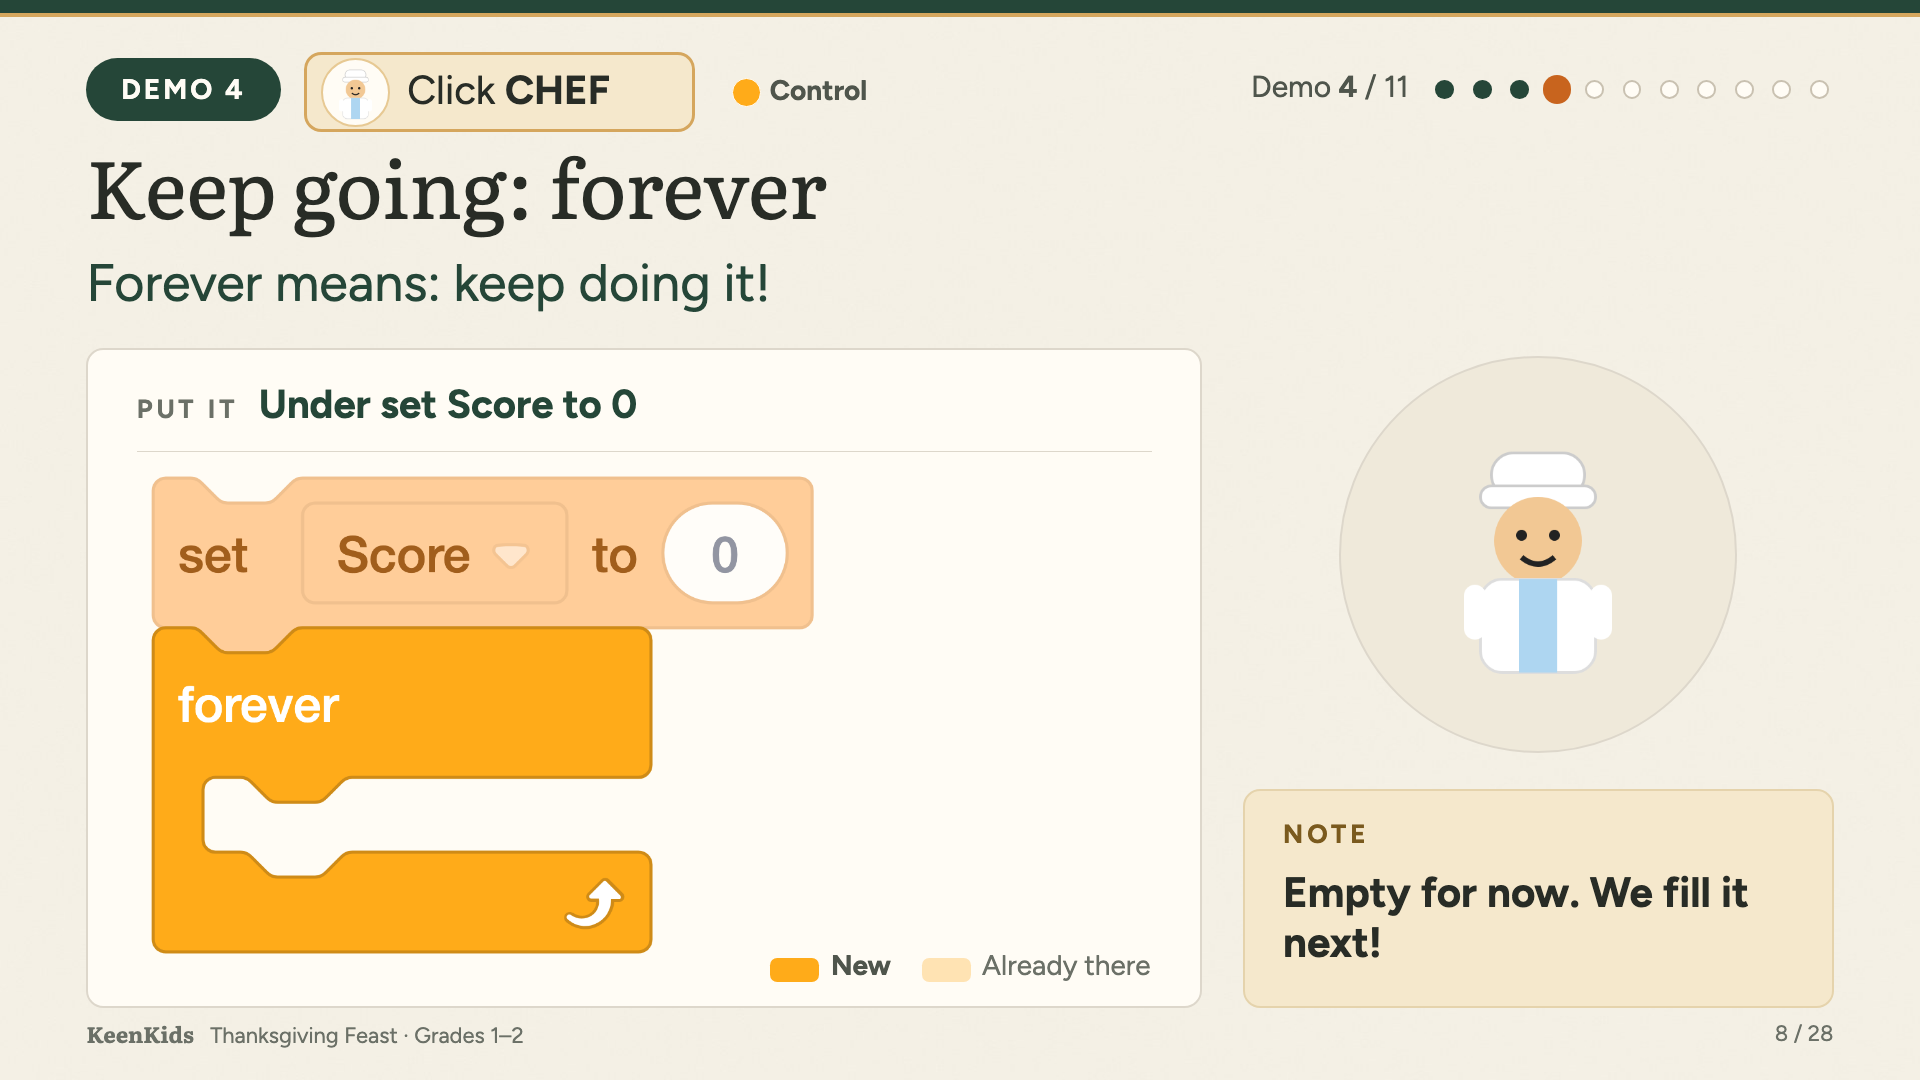 DEMO 4
Click CHEF
Control
Demo 4 / 11
Keep going: forever
Forever means: keep doing it!
PUT IT Under set Score to 0
set Score to 0
forever
New
Already there
NOTE
Empty for now. We fill it
next!
KeenKids Thanksgiving Feast · Grades 1–2
8 / 28